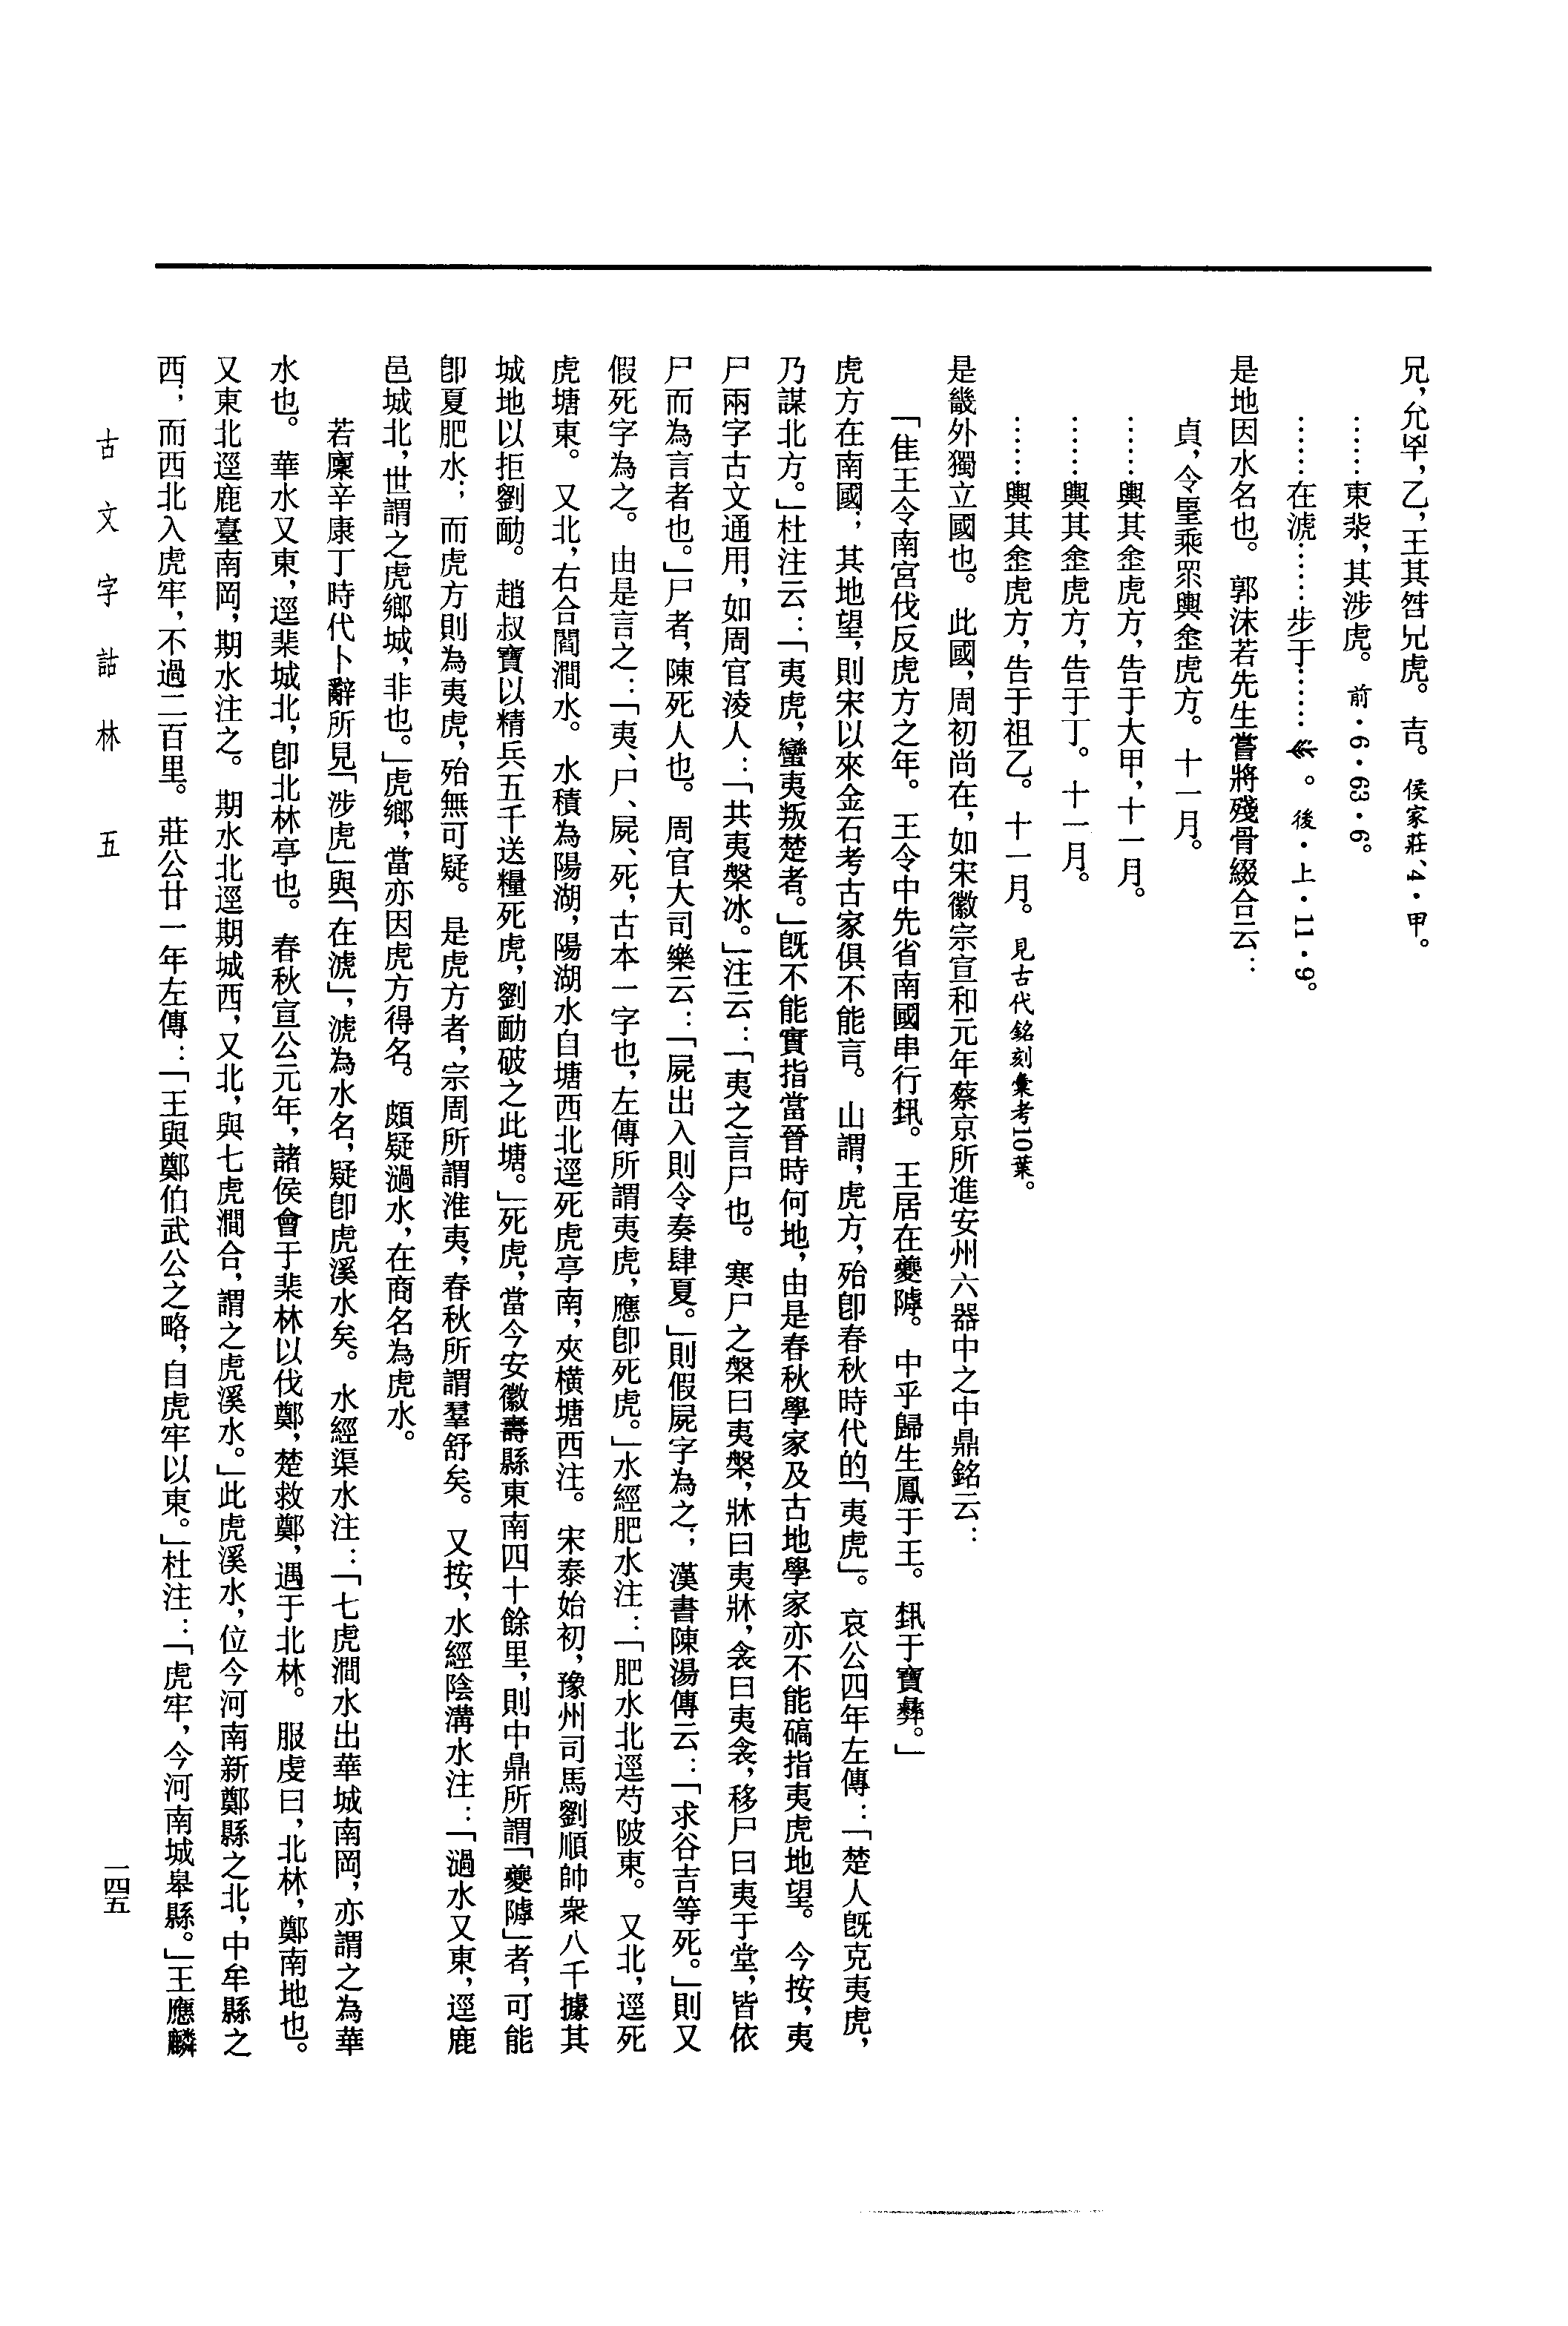 兄，允𢆉，乙，王其㗱兄虎。吉。侯家莊、4·甲。
……東泶，其涉虎。前·6·63·6。
……在淲……步于……。後·上·11·9。
是地因水名也。郭沫若先生嘗將殘骨綴合云：
貞，令𦣞乘眔輿𡉚虎方。十一月。
……輿其𡉚虎方，告于大甲，十一月。
……輿其𡉚虎方，告于丁。十一月。
……輿其𡉚虎方，告于祖乙。十一月。見古代銘刻彙考10葉。
是畿外獨立國也。此國，周初尚在，如宋徽宗宣和元年蔡京所進安州六器中之中鼎銘云：
「隹王令南宮伐反虎方之年。王令中先省南國串行𫞕。王居在夔𨻰。中乎歸生鳳于王。𫞕于寶彝。」
虎方在南國；其地望，則宋以來金石考古家俱不能言。山謂，虎方，殆卽春秋時代的「夷虎」。哀公四年左傳：「楚人旣克夷虎，
乃謀北方。」杜注云：「夷虎，蠻夷叛楚者。」旣不能實指當晉時何地，由是春秋學家及古地學家亦不能碻指夷虎地望。今按，夷
尸兩字古文通用，如周官淩人：「共夷槃冰。」注云：「夷之言尸也。寒尸之槃曰夷槃，牀曰夷牀，衾曰夷衾，移尸曰夷于堂，皆依
尸而為言者也。」尸者，陳死人也。周官大司樂云：「屍出入則令奏肆夏。」則假屍字為之；漢書陳湯傳云：「求谷吉等死。」則又
假死字為之。由是言之：「夷、尸、屍、死，古本一字也，左傳所謂夷虎，應卽死虎。」水經肥水注：「肥水北逕芍陂東。又北，逕死
虎塘東。又北，右合閻澗水。水積為陽湖，陽湖水自塘西北逕死虎亭南，夾橫塘西注。宋泰始初，豫州司馬劉順帥衆八千據其
城地以拒劉勔。趙叔寶以精兵五千送糧死虎，劉勔破之此塘。」死虎，當今安徽壽縣東南四十餘里，則中鼎所謂「夔𨻰」者，可能
卽夏肥水；而虎方則為夷虎，殆無可疑。是虎方者，宗周所謂淮夷，春秋所謂羣舒矣。又按，水經陰溝水注：「濄水又東，逕鹿
邑城北，世謂之虎鄉城，非也。」虎鄉，當亦因虎方得名。頗疑濄水，在商名為虎水。
若廩辛康丁時代卜辭所見「涉虎」與「在淲」，淲為水名，疑卽虎溪水矣。水經渠水注：「七虎澗水出華城南岡，亦謂之為華
水也。華水又東，逕棐城北，卽北林亭也。春秋宣公元年，諸侯會于棐林以伐鄭，楚救鄭，遇于北林。服虔曰，北林，鄭南地也。
又東北逕鹿臺南岡，期水注之。期水北逕期城西，又北，與七虎澗合，謂之虎溪水。」此虎溪水，位今河南新鄭縣之北，中牟縣之
西；而西北入虎牢，不過二百里。莊公廿一年左傳：「王與鄭伯武公之略，自虎牢以東。」杜注：「虎牢，今河南城皋縣。」王應麟
古文字詁林 五
一四五